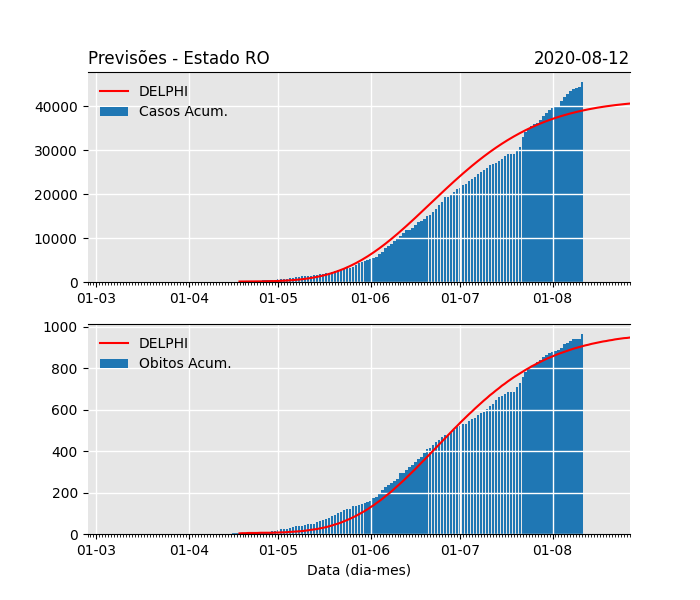 Previsões - Estado RO 2020-08-12
DELPHI
Casos Acum.
40000
30000
20000
10000
0
01-03 01-04 01-05 01-06 01-07 01-08
1000
DELPHI
Obitos Acum.
800
600
400
200
0
01-03 01-04 01-05 01-06 01-07 01-08
Data (dia-mes)